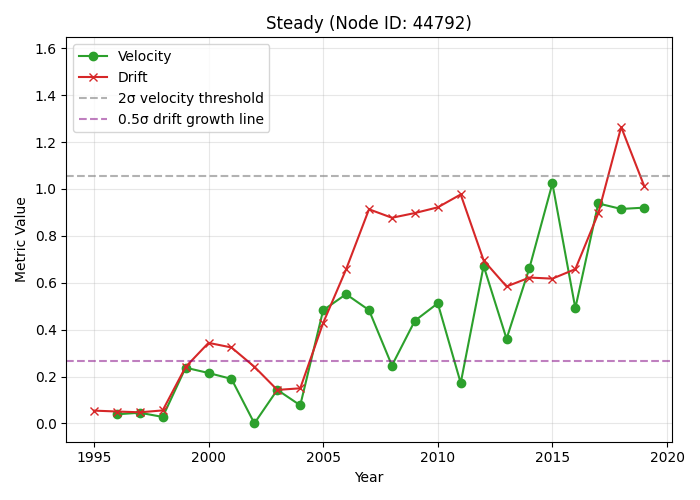 Steady (Node ID: 44792)
Velocity
Drift
2σ velocity threshold
0.5σ drift growth line
Metric Value
1.6
1.4
1.2
1.0
0.8
0.6
0.4
0.2
0.0
1995 2000 2005 2010 2015 2020
Year